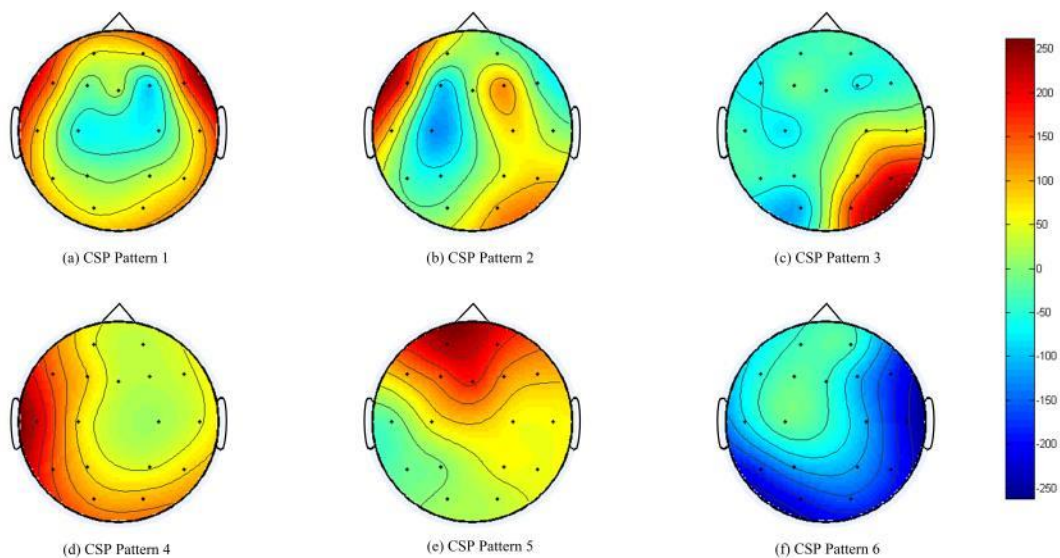 (a) CSP Pattern 1
(b) CSP Pattern 2
(c) CSP Pattern 3
(d) CSP Pattern 4
(e) CSP Pattern 5
(f) CSP Pattern 6
250
200
150
100
50
0
-50
-100
-150
-200
-250